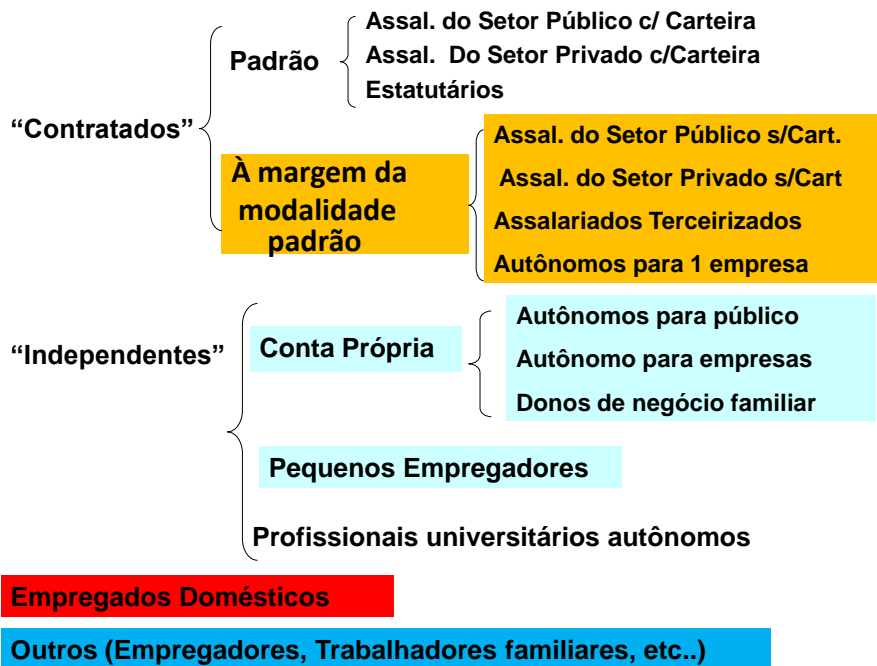 Assal. do Setor Público c/ Carteira
Padrão
Assal. Do Setor Privado c/Carteira
Estatutários
“Contratados”
Assal. do Setor Público s/Cart.
À margem da
modalidade
padrão
Assal. do Setor Privado s/Cart
Assalariados Terceirizados
Autônomos para 1 empresa
“Independentes”
Conta Própria
Autônomos para público
Autônomo para empresas
Donos de negócio familiar
Pequenos Empregadores
Profissionais universitários autônomos
Empregados Domésticos
Outros (Empregadores, Trabalhadores familiares, etc..)